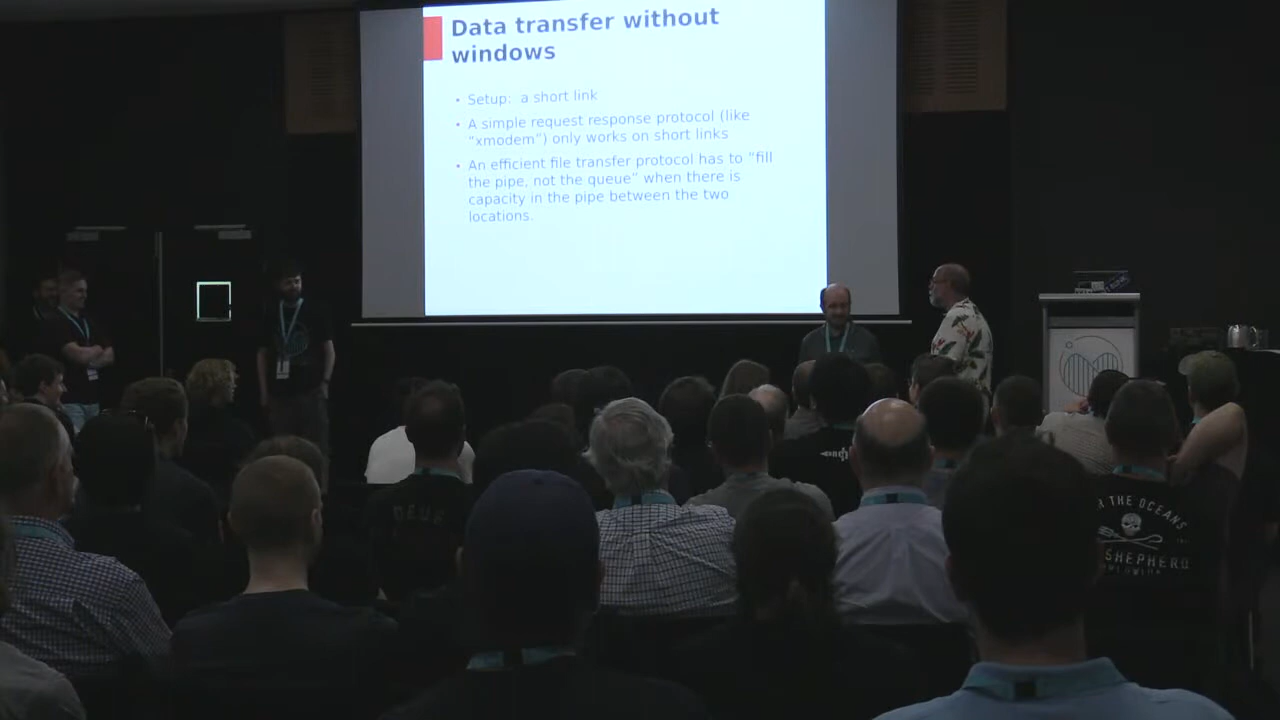 Data transfer without
windows
• Setup: a short link
• A simple request response protocol (like
"xmodem") only works on short links
• An efficient file transfer protocol has to "fill
the pipe, not the queue" when there is
capacity in the pipe between the two
locations.
THE OCEANS
SHEPHERD